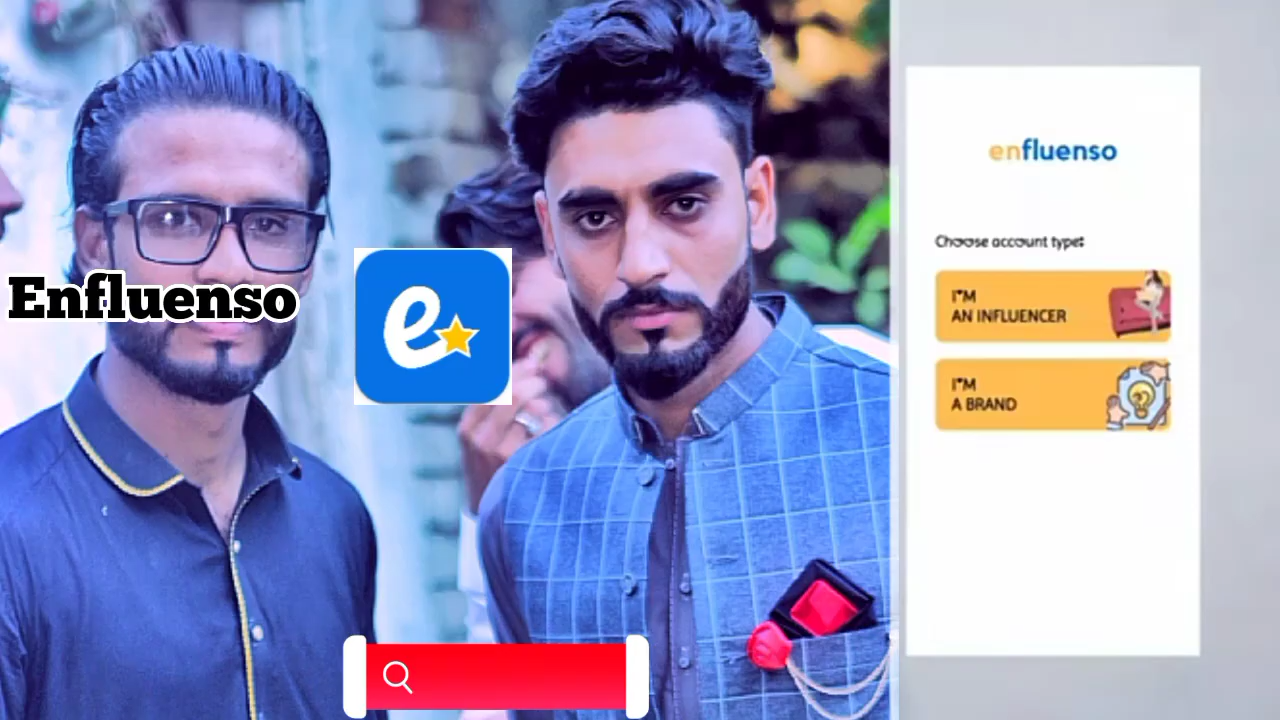 Enfluenso
e
enfluenso
Choose account type:
I'M
AN INFLUENCER
I'M
A BRAND